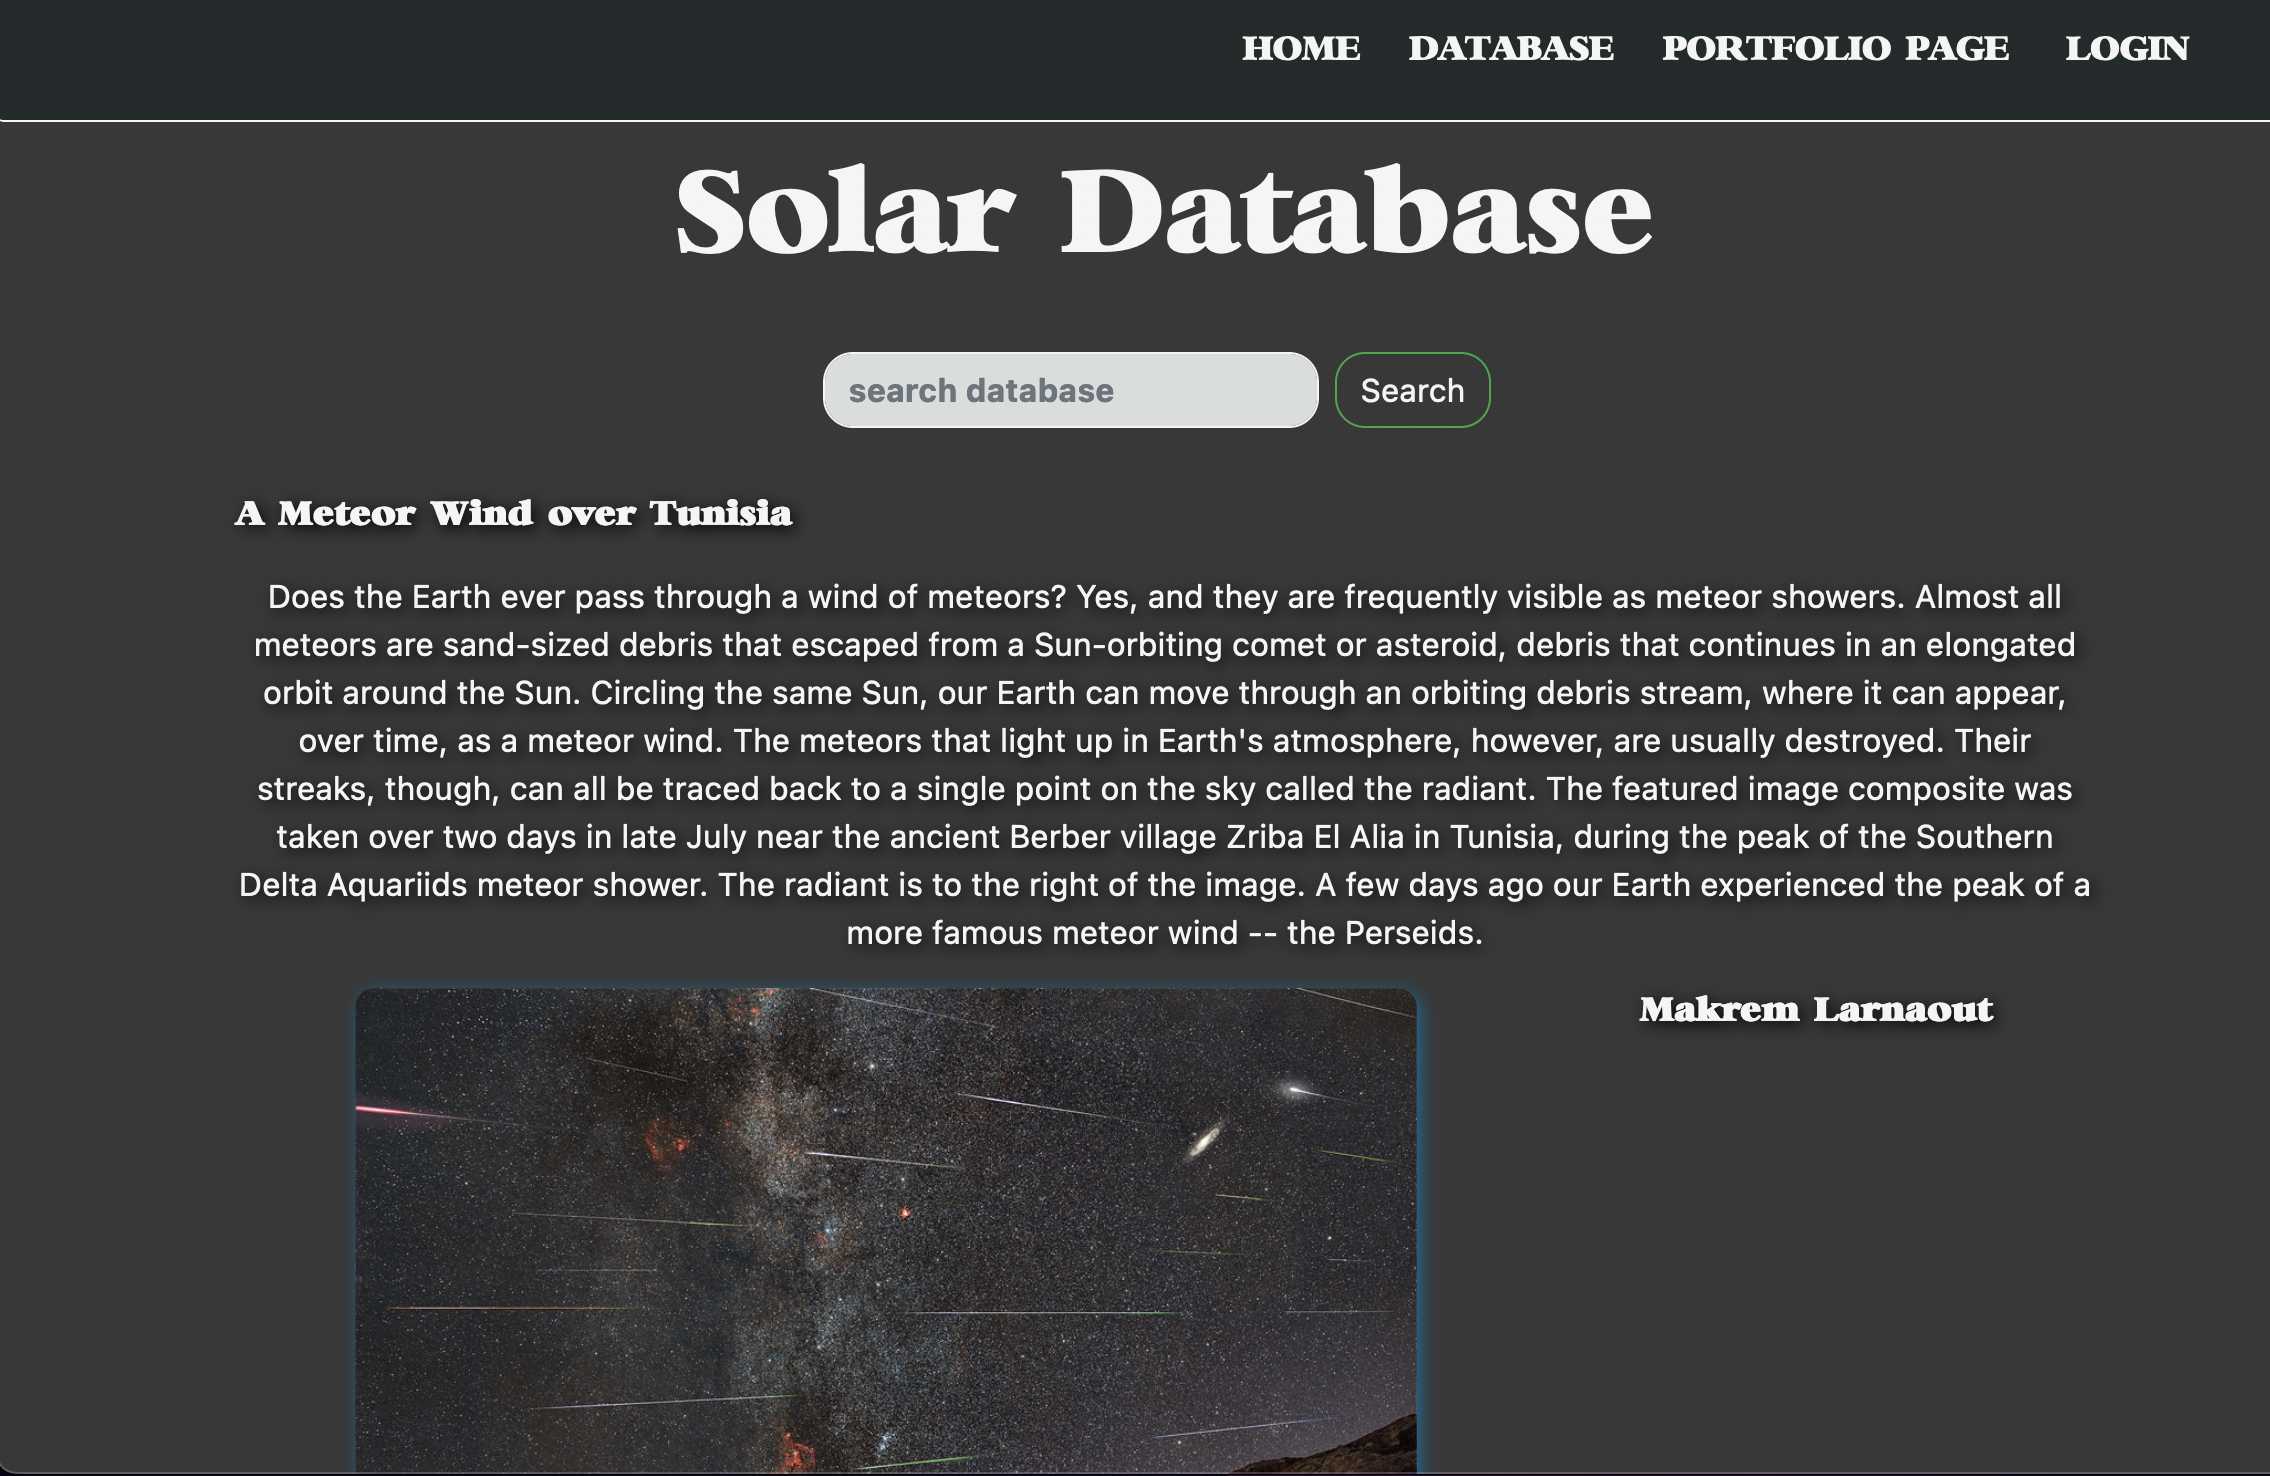 HOME DATABASE PORTFOLIO PAGE LOGIN
Solar Database
search database Search
A Meteor Wind over Tunisia
Does the Earth ever pass through a wind of meteors? Yes, and they are frequently visible as meteor showers. Almost all
meteors are sand-sized debris that escaped from a Sun-orbiting comet or asteroid, debris that continues in an elongated
orbit around the Sun. Circling the same Sun, our Earth can move through an orbiting debris stream, where it can appear,
over time, as a meteor wind. The meteors that light up in Earth's atmosphere, however, are usually destroyed. Their
streaks, though, can all be traced back to a single point on the sky called the radiant. The featured image composite was
taken over two days in late July near the ancient Berber village Zriba El Alia in Tunisia, during the peak of the Southern
Delta Aquariids meteor shower. The radiant is to the right of the image. A few days ago our Earth experienced the peak of a
more famous meteor wind -- the Perseids.
Makrem Larnaout